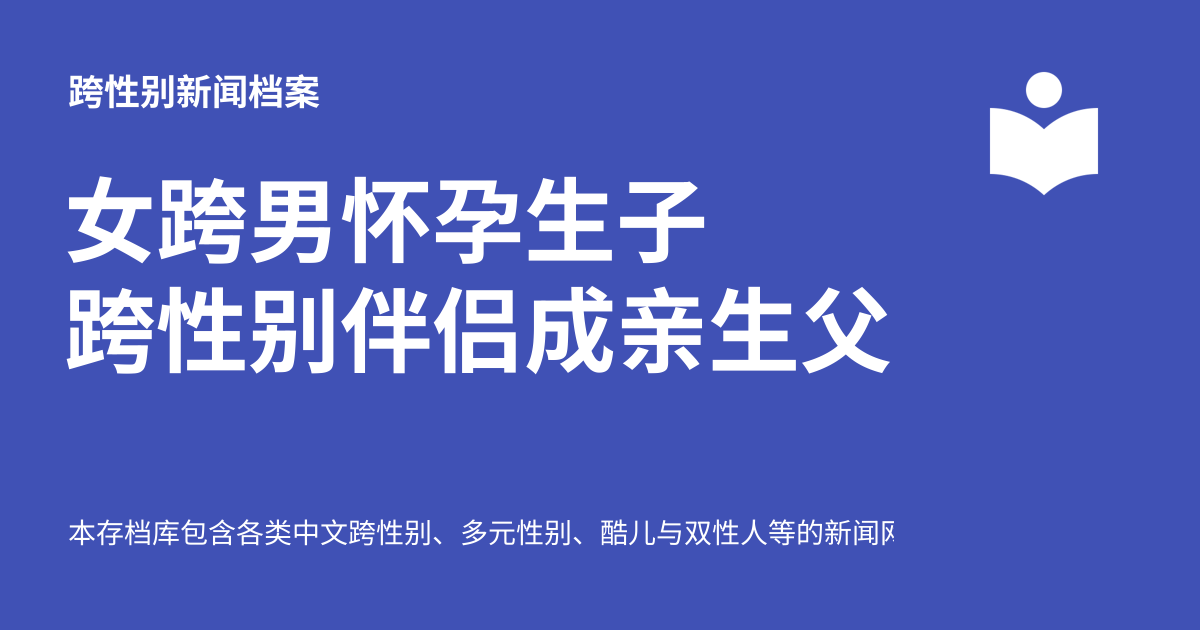 跨性别新闻档案
女跨男怀孕生子
跨性别伴侣成亲生父
本存档库包含各类中文跨性别、多元性别、酷儿与双性人等的新闻